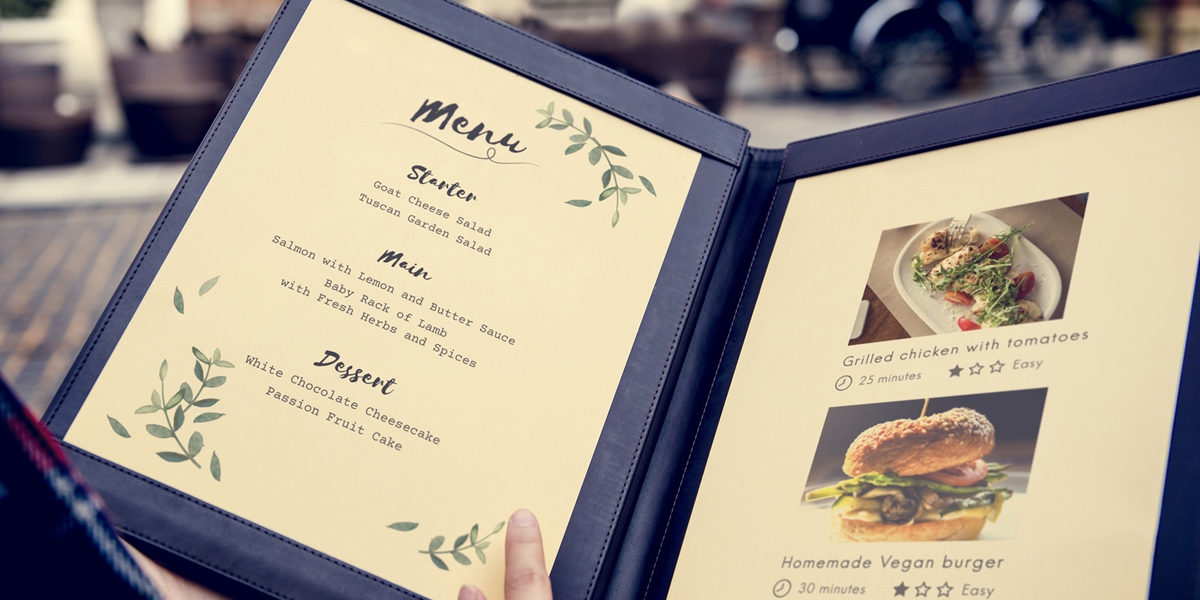 Menu
Starter
Goat Cheese Salad
Tuscan Garden Salad
Main
Salmon with Lemon and Butter Sauce
Baby Rack of Lamb
with Fresh Herbs and Spices
Dessert
White Chocolate Cheesecake
Passion Fruit Cake
Grilled chicken with tomatoes
25 minutes Easy
Homemade Vegan burger
30 minutes Easy